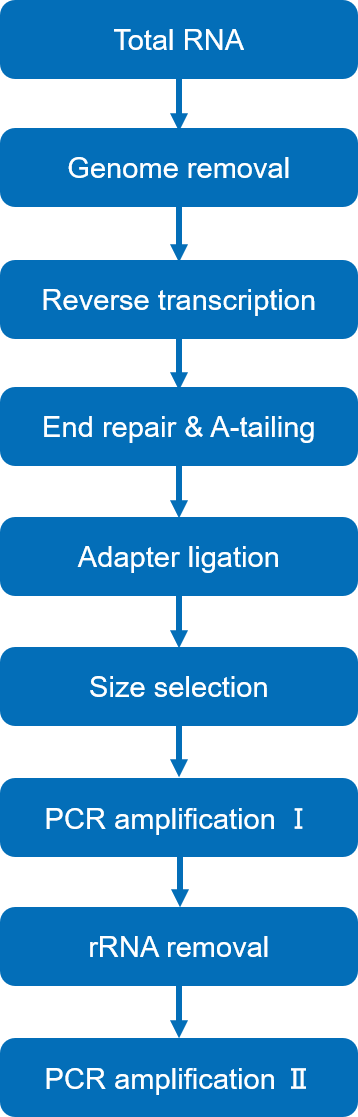 Total RNA
Genome removal
Reverse transcription
End repair & A-tailing
Adapter ligation
Size selection
PCR amplification Ⅰ
rRNA removal
PCR amplification Ⅱ